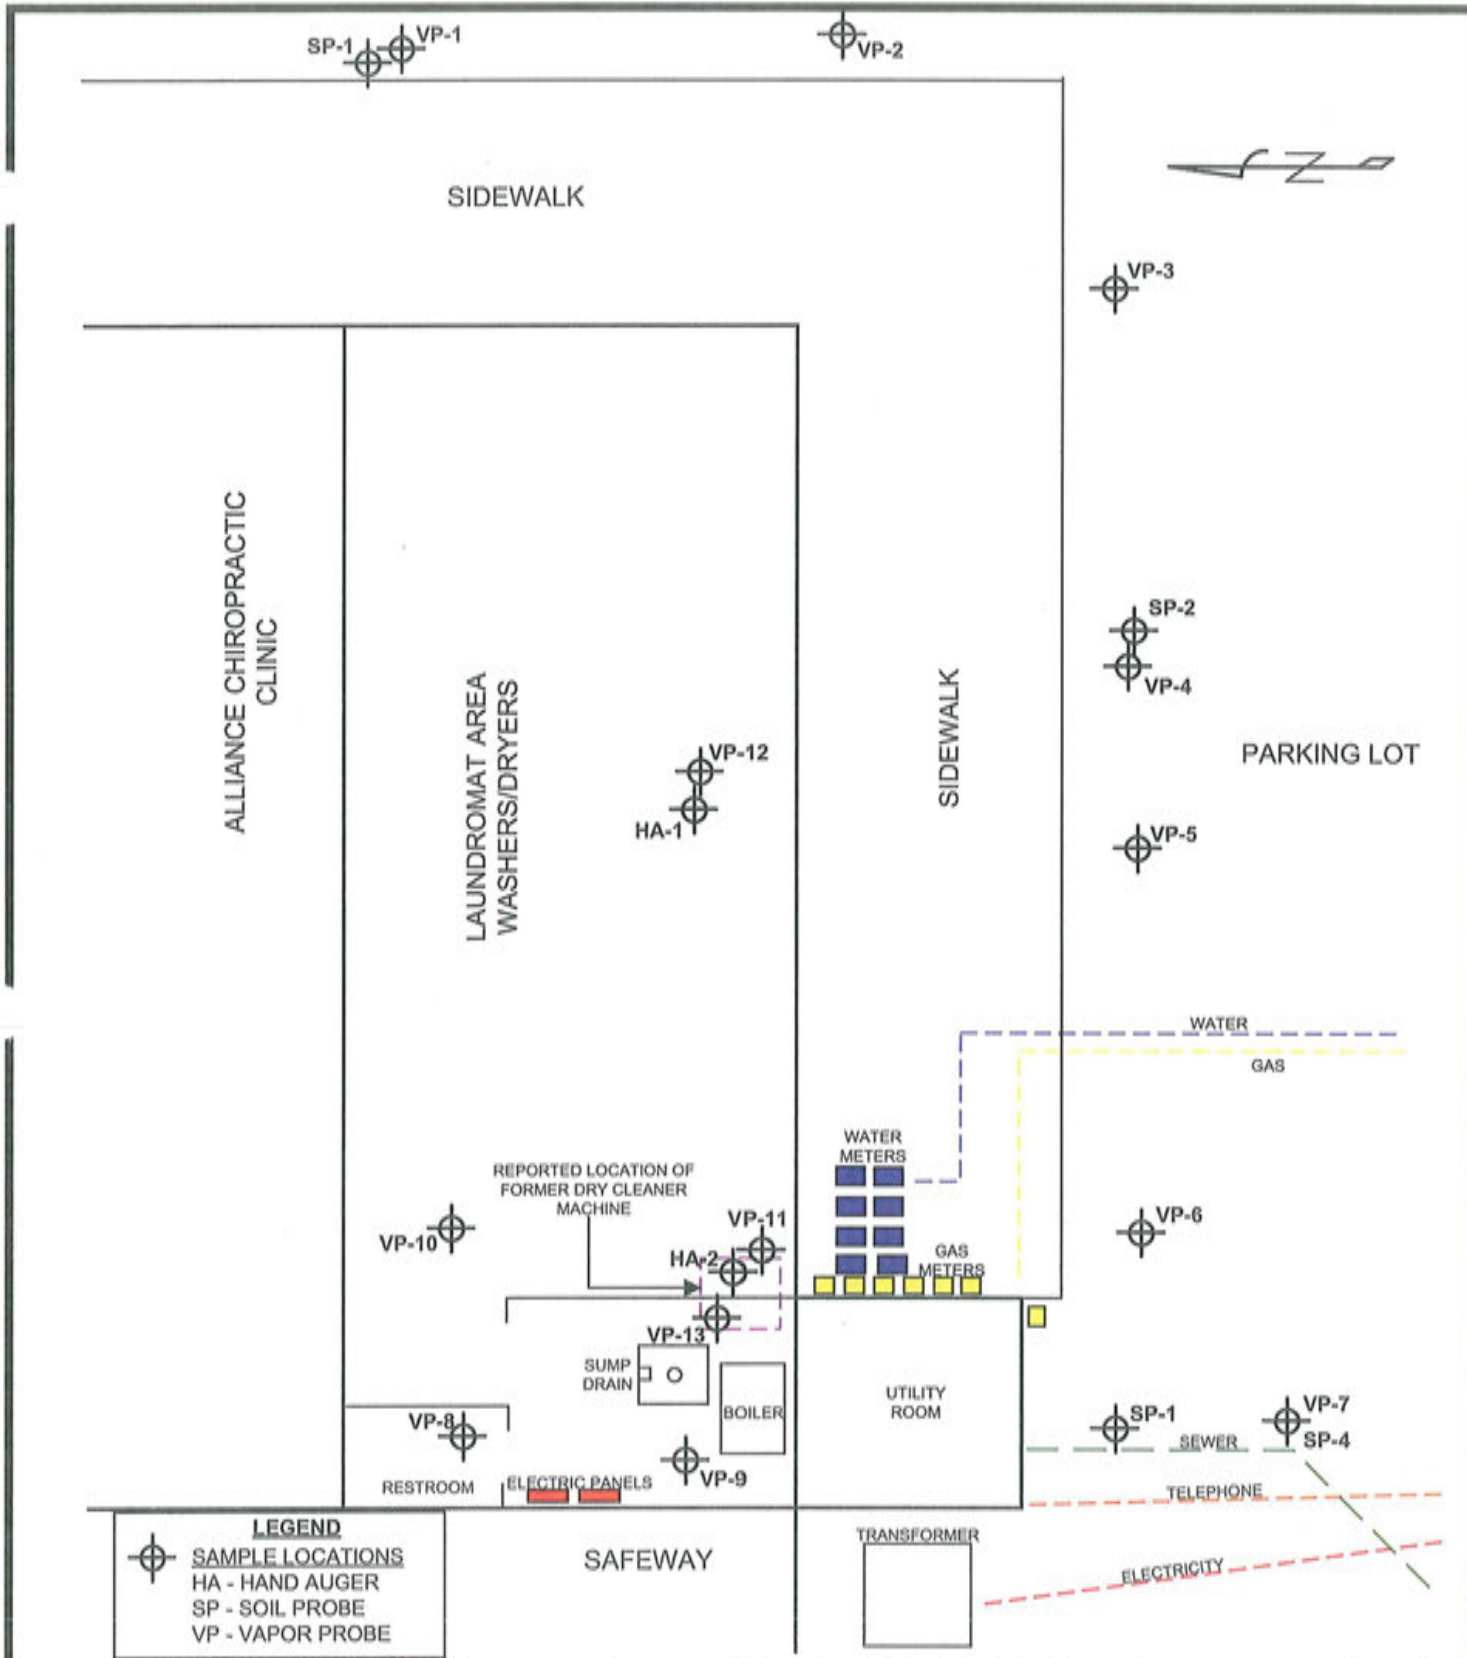 SP-1
VP-1
VP-2
SIDEWALK
N
VP-3
SP-2
VP-4
ALLIANCE CHIROPRACTIC
CLINIC
LAUNDROMAT AREA
WASHERS/DRYERS
VP-12
HA-1
SIDEWALK
PARKING LOT
VP-5
WATER
GAS
WATER
METERS
REPORTED LOCATION OF
FORMER DRY CLEANER
MACHINE
VP-10
VP-11
HA-2
GAS
METERS
VP-6
VP-13
SUMP
DRAIN
BOILER
UTILITY
ROOM
VP-8
RESTROOM
ELECTRIC PANELS
VP-9
SP-1
VP-7
SP-4
SEWER
TELEPHONE
ELECTRICITY
TRANSFORMER
SAFEWAY
LEGEND
SAMPLE LOCATIONS
HA - HAND AUGER
SP - SOIL PROBE
VP - VAPOR PROBE